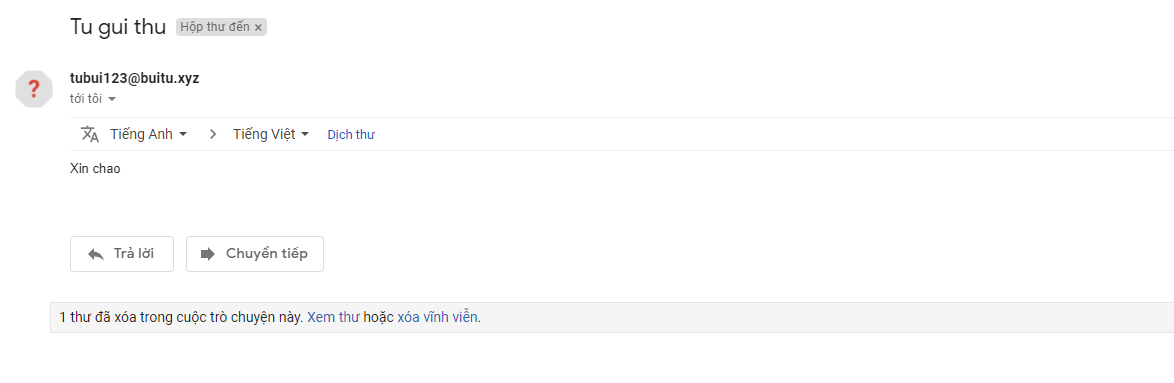 Tu gui thu Hộp thư đến ×
?
tubui123@buitu.xyz
tới tôi
Tiếng Anh > Tiếng Việt Dịch thư
Xin chao
Trả lời Chuyển tiếp
1 thư đã xóa trong cuộc trò chuyện này. Xem thư hoặc xóa vĩnh viễn.